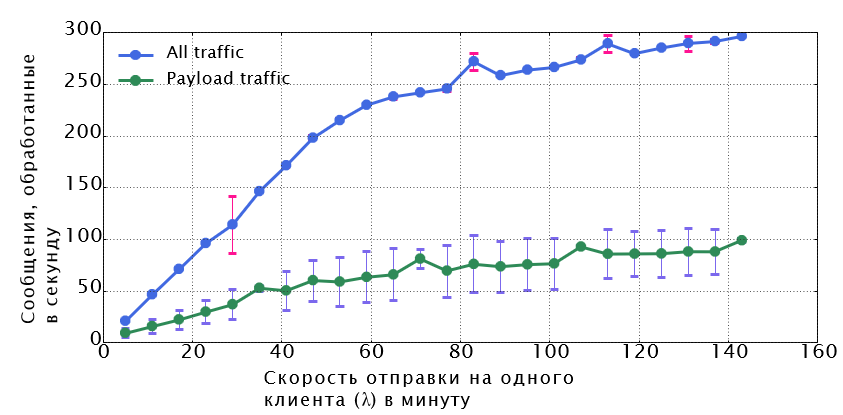 300
250
200
150
100
50
0
All traffic
Payload traffic
Сообщения, обработанные
в секунду
0 20 40 60 80 100 120 140 160
Скорость отправки на одного
клиента (λ) в минуту